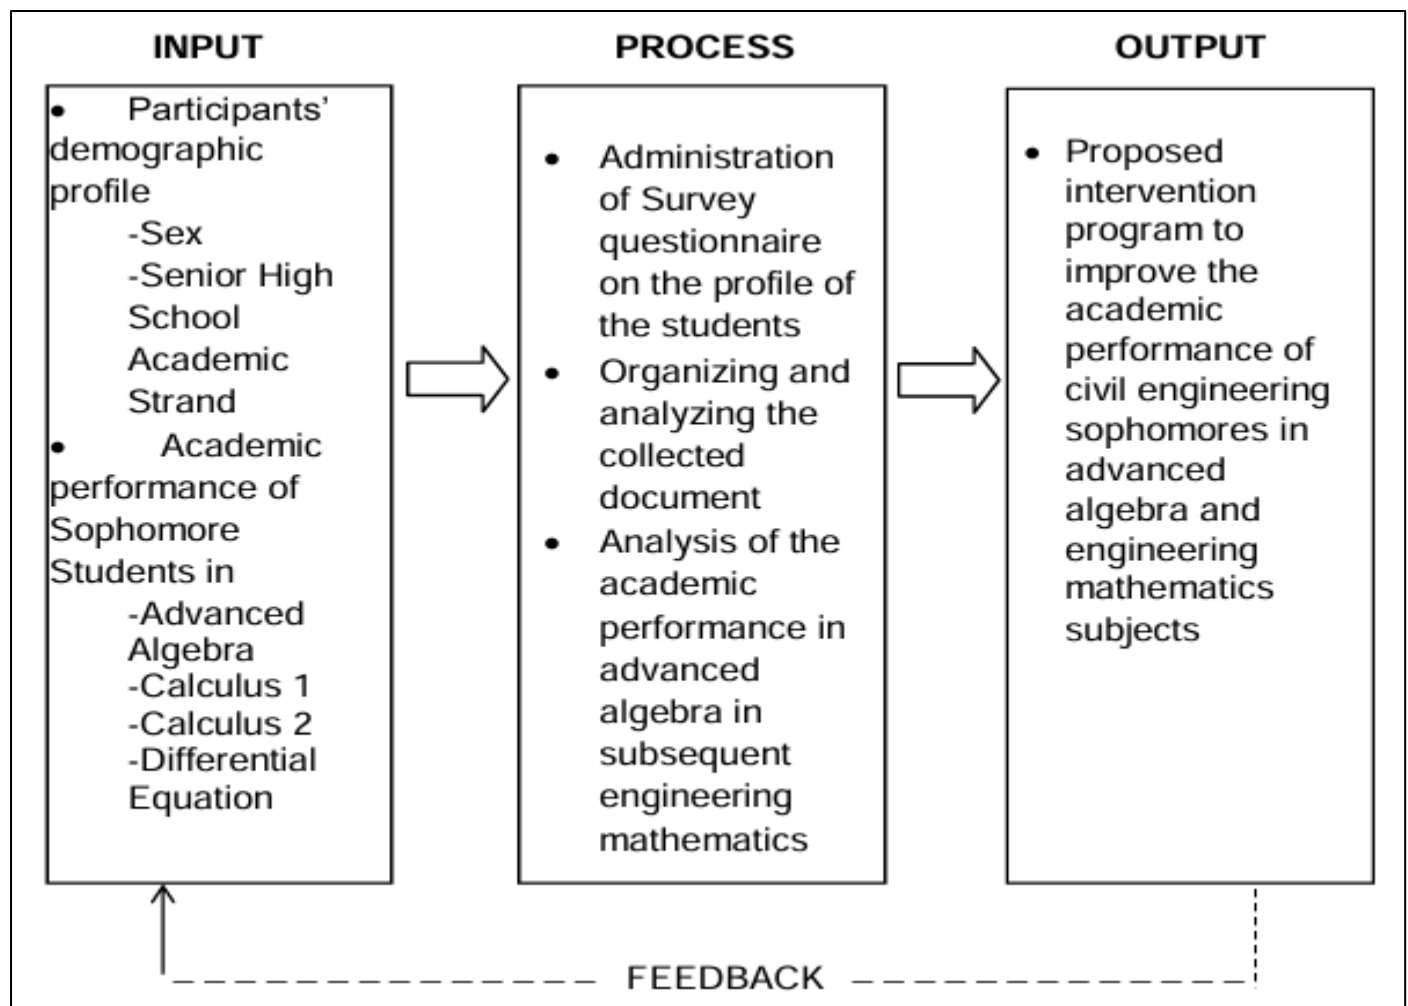 INPUT
• Participants’
demographic
profile
-Sex
-Senior High
School
Academic
Strand
• Academic
performance of
Sophomore
Students in
-Advanced
Algebra
-Calculus 1
-Calculus 2
-Differential
Equation
PROCESS
• Administration
of Survey
questionnaire
on the profile of
the students
• Organizing and
analyzing the
collected
document
• Analysis of the
academic
performance in
advanced
algebra in
subsequent
engineering
mathematics
OUTPUT
• Proposed
intervention
program to
improve the
academic
performance of
civil engineering
sophomores in
advanced
algebra and
engineering
mathematics
subjects
FEEDBACK